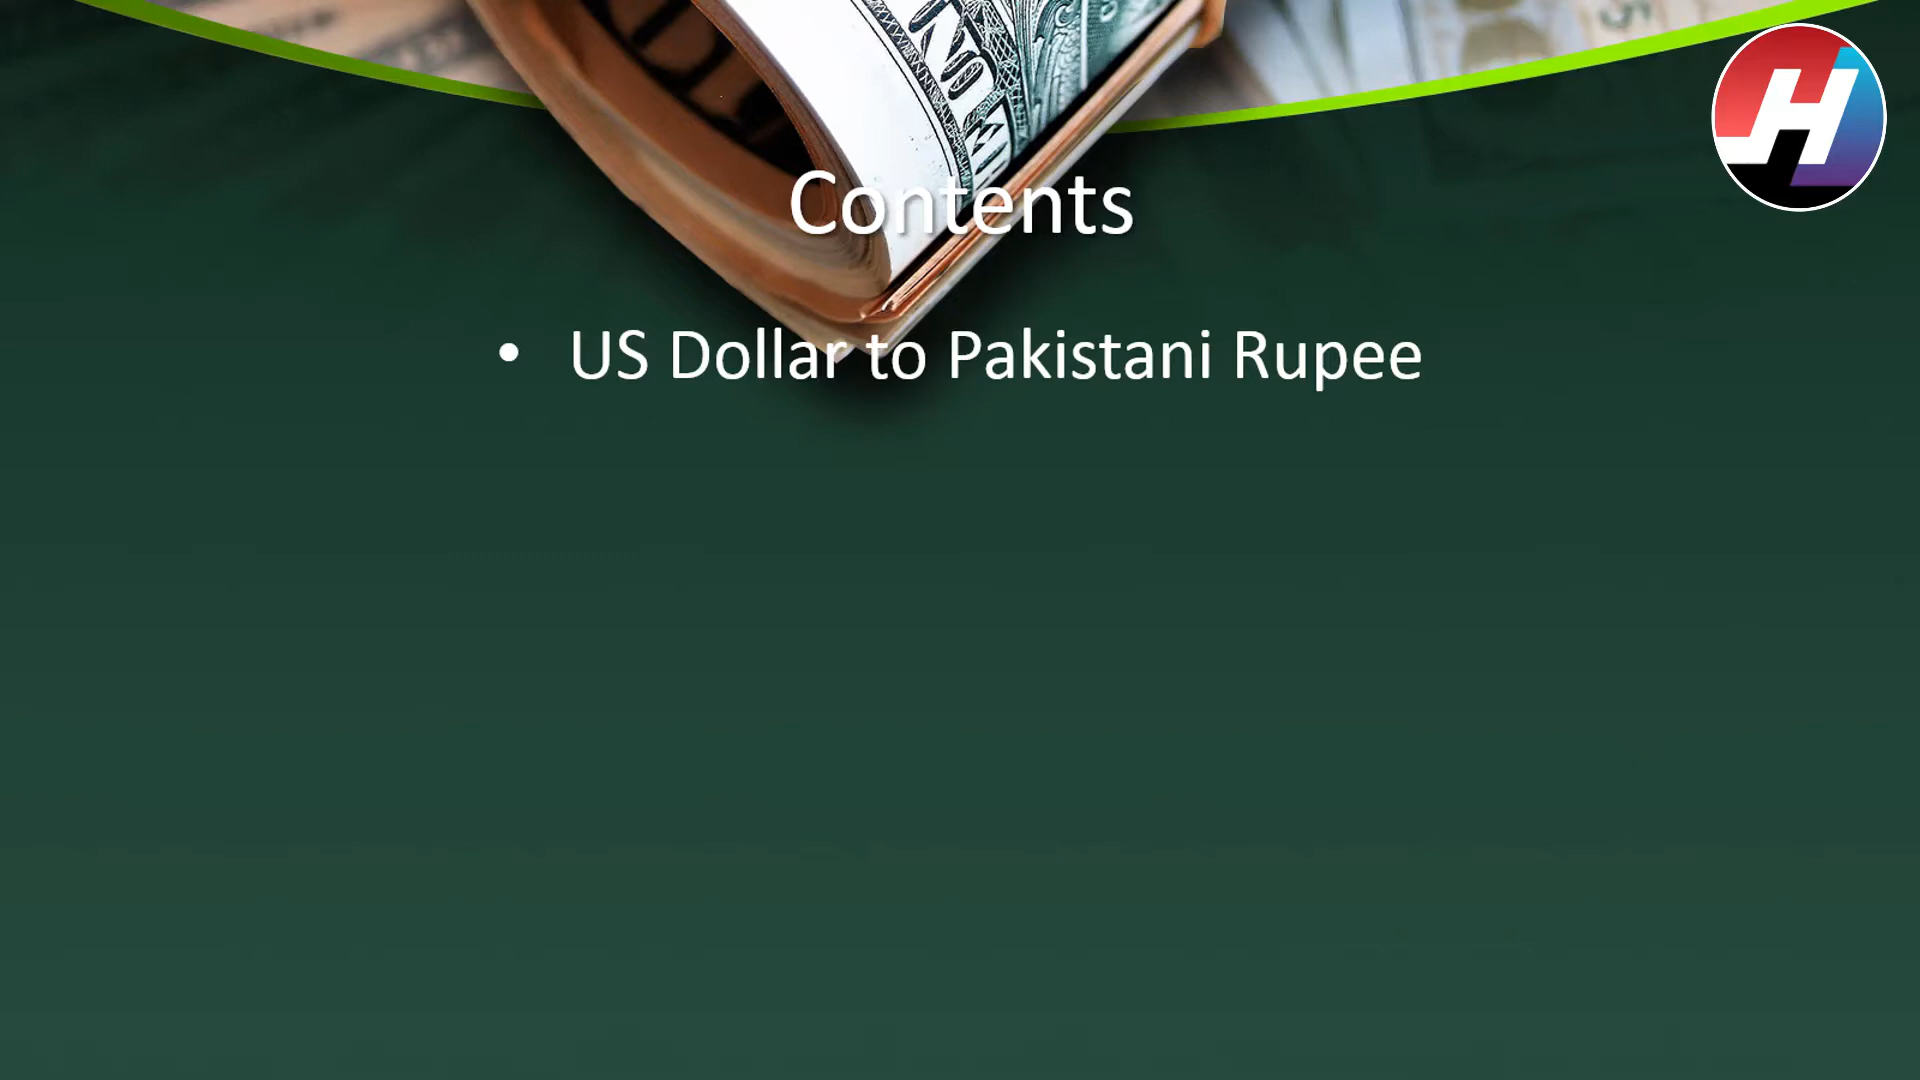 Contents
• US Dollar to Pakistani Rupee